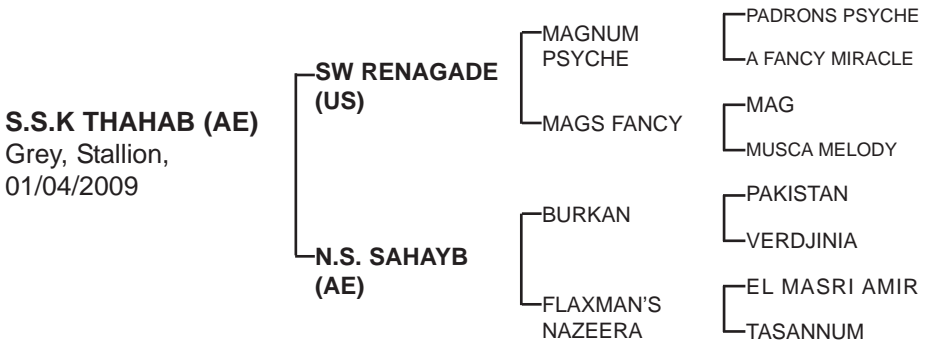 S.S.K THAHAB (AE)
Grey, Stallion,
01/04/2009
SW RENAGADE
(US)
N.S. SAHAYB
(AE)
MAGNUM
PSYCHE
MAGS FANCY
BURKAN
FLAXMAN'S
NAZEERA
PADRONS PSYCHE
A FANCY MIRACLE
MAG
MUSCA MELODY
PAKISTAN
VERDJINIA
EL MASRI AMIR
TASANNUM